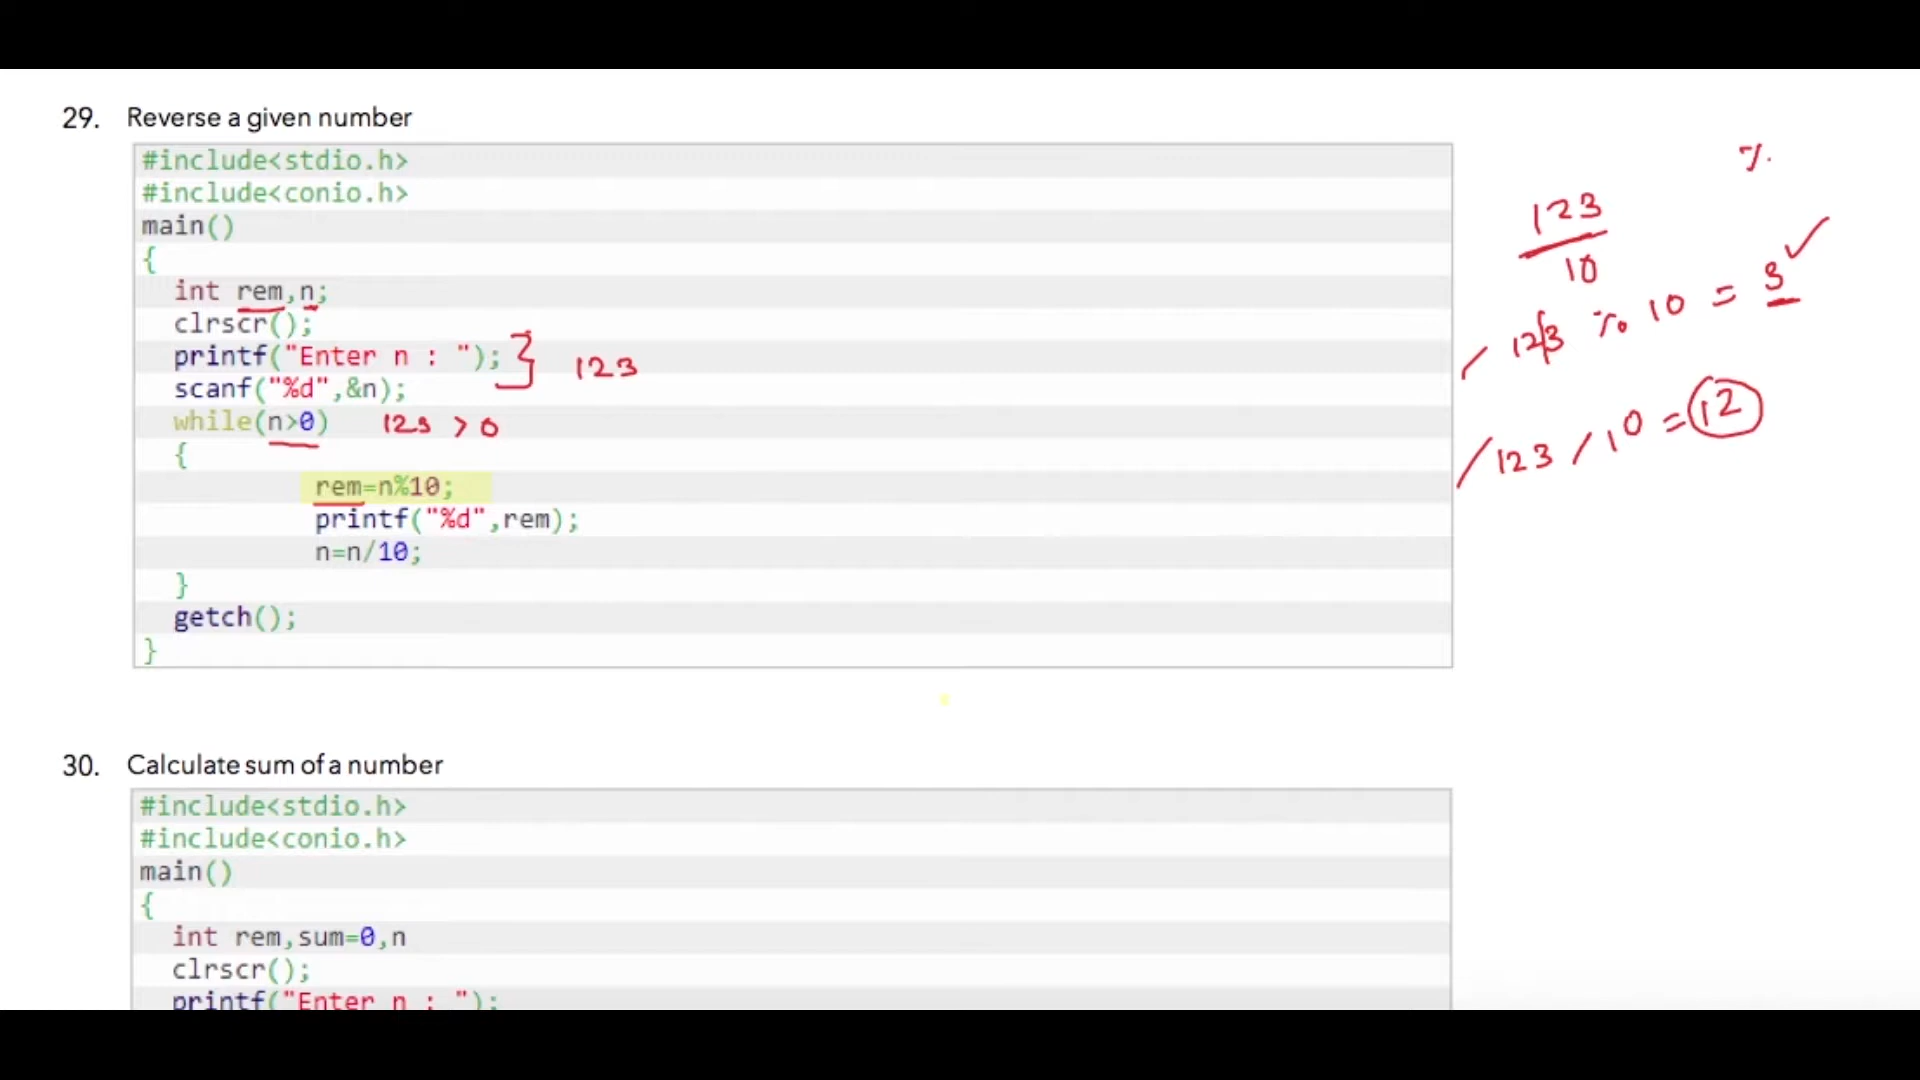 29. Reverse a given number
#include<stdio.h>
#include<conio.h>
main()
{
int rem,n;
clrscr();
printf("Enter n : ");
scanf("%d",&n);
123
while(n>0) 123 > 0
{
rem=n%10;
printf("%d",rem);
n=n/10;
}
getch();
}
%
123
10
123 % 10 = 3
123 / 10 = 12
30. Calculate sum of a number
#include<stdio.h>
#include<conio.h>
main()
{
int rem,sum=0,n
clrscr();
printf("Enter n : ");